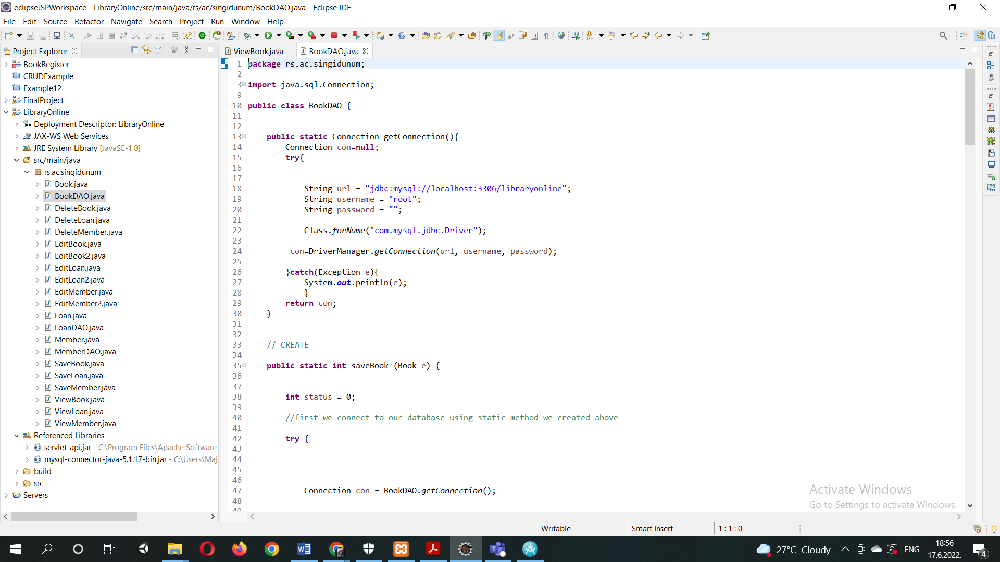 eclipseJSPWorkspace - LibraryOnline/src/main/java/rs/ac/singidunum/BookDAO.java - Eclipse IDE
File Edit Source Refactor Navigate Search Project Run Window Help
Project Explorer
BookRegister
CRUDExample
Example12
FinalProject
LibraryOnline
Deployment Descriptor: LibraryOnline
JAX-WS Web Services
JRE System Library [JavaSE-1.8]
src/main/java
rs.ac.singidunum
Book.java
BookDAO.java
DeleteBook.java
DeleteLoan.java
DeleteMember.java
EditBook.java
EditBook2.java
EditLoan.java
EditLoan2.java
EditMember.java
EditMember2.java
Loan.java
LoanDAO.java
Member.java
MemberDAO.java
SaveBook.java
SaveLoan.java
SaveMember.java
ViewBook.java
ViewLoan.java
ViewMember.java
Referenced Libraries
servlet-api.jar - C:\Program Files\Apache Software
mysql-connector-java-5.1.17-bin.jar - C:\Users\Maj
build
src
Servers
ViewBook.java BookDAO.java
1 package rs.ac.singidunum;
2
3 import java.sql.Connection;
9
10 public class BookDAO {
11
12
13 public static Connection getConnection(){
14 Connection con=null;
15 try{
16
17
18 String url = "jdbc:mysql://localhost:3306/libraryonline";
19 String username = "root";
20 String password = "";
21
22 Class.forName("com.mysql.jdbc.Driver");
23
24 con=DriverManager.getConnection(url, username, password);
25
26 }catch(Exception e){
27 System.out.println(e);
28 }
29 return con;
30 }
31
32
33 // CREATE
34
35 public static int saveBook (Book e) {
36
37
38 int status = 0;
39
40 //first we connect to our database using static method we created above
41
42 try {
43
44
45
46
47 Connection con = BookDAO.getConnection();
48
49
Activate Windows
Go to Settings to activate Windows.
Writable Smart Insert 1 : 1 : 0
27°C Cloudy ENG 18:56
17.6.2022.
4